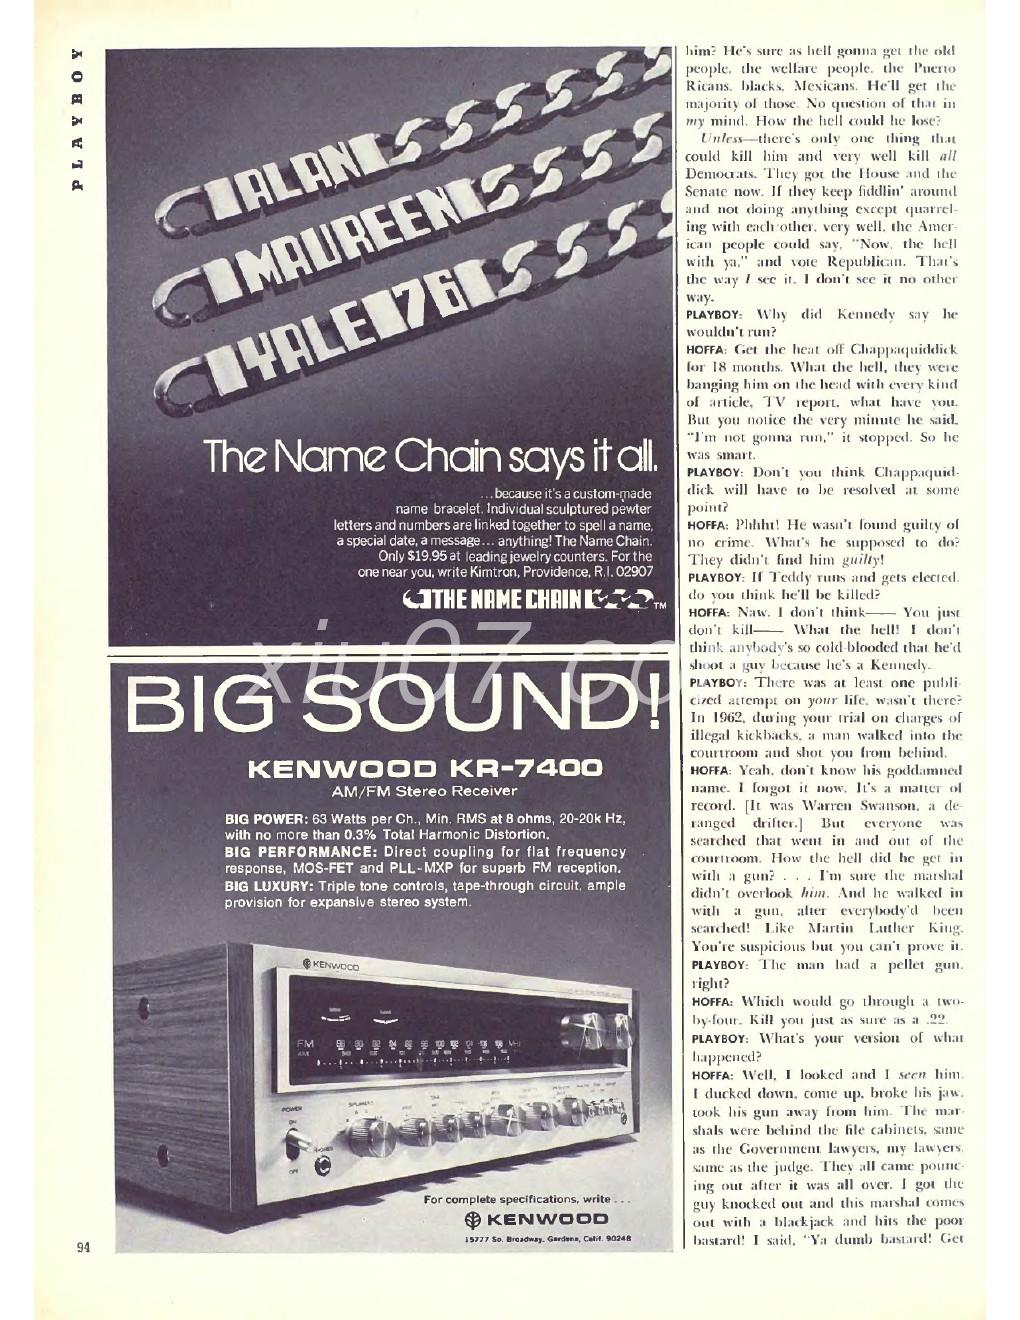 PLAYBOY
ALAN
MAUREEN
YALE 76
The Name Chain says it all.
...because it's a custom-made
name bracelet. Individual sculptured pewter
letters and numbers are linked together to spell a name,
a special date, a message... anything! The Name Chain.
Only $19.95 at leading jewelry counters. For the
one near you, write Kimtron, Providence, R.I. 02907
THE NAME CHAIN TM
xiu07.co
BIG SOUND!
KENWOOD KR-7400
AM/FM Stereo Receiver
BIG POWER: 63 Watts per Ch., Min. RMS at 8 ohms, 20-20k Hz,
with no more than 0.3% Total Harmonic Distortion.
BIG PERFORMANCE: Direct coupling for flat frequency
response, MOS-FET and PLL-MXP for superb FM reception.
BIG LUXURY: Triple tone controls, tape-through circuit, ample
provision for expansive stereo system.
KENWOOD
FM 88 90 92 94 96 98 100 102 104 106 108 MHz
AM
POWER
ON
OFF
PHONES
SPEAKERS
For complete specifications, write ...
KENWOOD
15777 So. Broadway, Gardena, Calif. 90248
94
him? He's sure as hell gonna get the old
people, the welfare people, the Puerto
Ricans, blacks, Mexicans. He'll get the
majority of those. No question of that in
my mind. How the hell could he lose?
Unless—there's only one thing that
could kill him and very well kill all
Democrats. They got the House and the
Senate now. If they keep fiddlin' around
and not doing anything except quarrel-
ing with each other, very well, the Amer-
ican people could say, "Now, the hell
with ya," and vote Republican. That's
the way I see it. I don't see it no other
way.
PLAYBOY: Why did Kennedy say he
wouldn't run?
HOFFA: Get the heat off Chappaquiddick
for 18 months. What the hell, they were
banging him on the head with every kind
of article, TV report, what have you.
But you notice the very minute he said,
"I'm not gonna run," it stopped. So he
was smart.
PLAYBOY: Don't you think Chappaquid-
dick will have to be resolved at some
point?
HOFFA: Phhht! He wasn't found guilty of
no crime. What's he supposed to do?
They didn't find him guilty!
PLAYBOY: If Teddy runs and gets elected,
do you think he'll be killed?
HOFFA: Naw. I don't think—— You just
don't kill—— What the hell! I don't
think anybody's so cold-blooded that he'd
shoot a guy because he's a Kennedy.
PLAYBOY: There was at least one publi-
cized attempt on your life, wasn't there?
In 1962, during your trial on charges of
illegal kickbacks, a man walked into the
courtroom and shot you from behind.
HOFFA: Yeah, don't know his goddamned
name. I forgot it now. It's a matter of
record. [It was Warren Swanson, a de-
ranged drifter.] But everyone was
searched that went in and out of the
courtroom. How the hell did he get in
with a gun? . . . I'm sure the marshal
didn't overlook him. And he walked in
with a gun, after everybody'd been
searched! Like Martin Luther King.
You're suspicious but you can't prove it.
PLAYBOY: The man had a pellet gun,
right?
HOFFA: Which would go through a two-
by-four. Kill you just as sure as a .22.
PLAYBOY: What's your version of what
happened?
HOFFA: Well, I looked and I seen him.
I ducked down, come up, broke his jaw,
took his gun away from him. The mar-
shals were behind the file cabinets, same
as the Government lawyers, my lawyers,
same as the judge. They all came pounc-
ing out after it was all over. I got the
guy knocked out and this marshal comes
out with a blackjack and hits the poor
bastard! I said, "Ya dumb bastard! Get